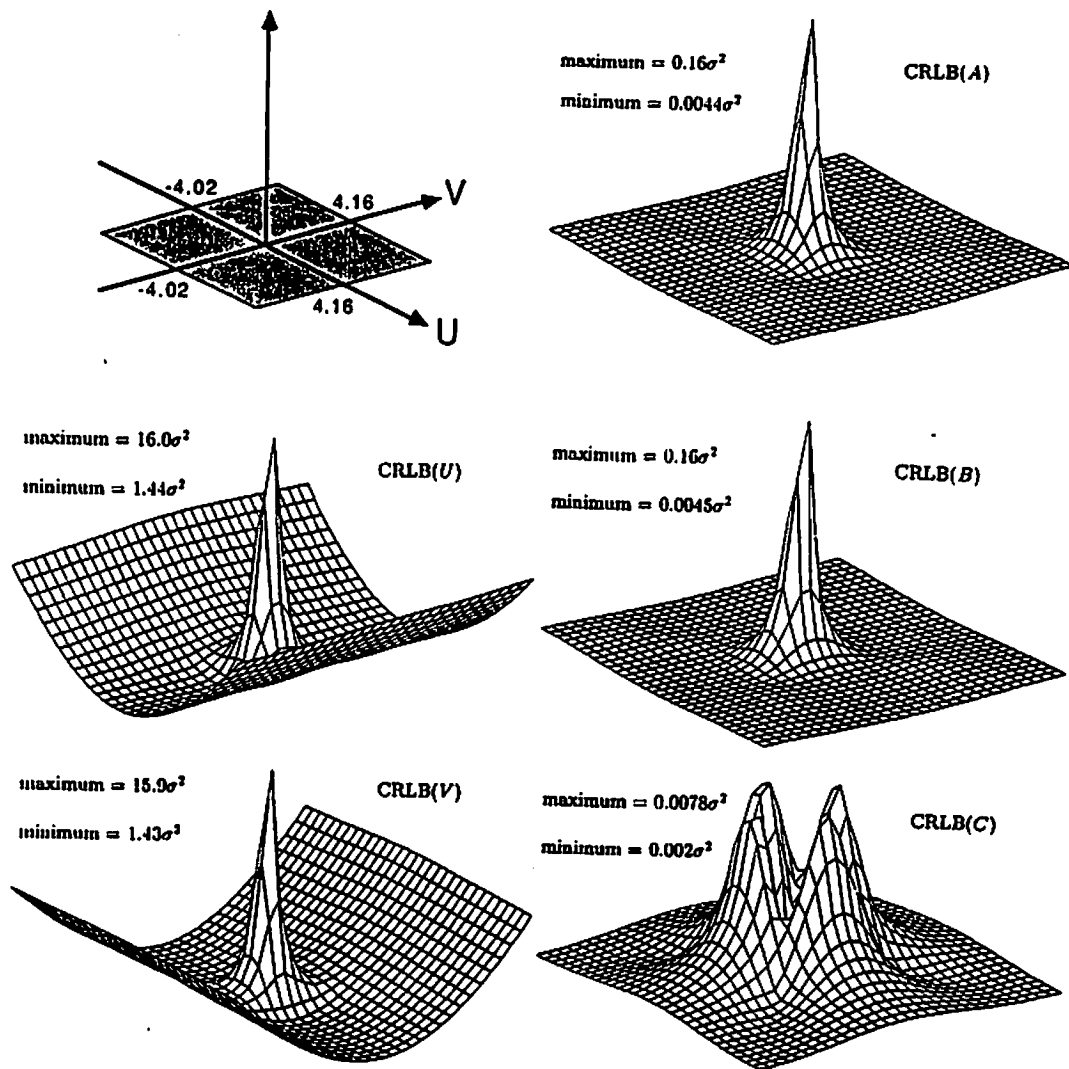 -4.02
4.16
V
-4.02
4.16
U
maximum = 0.16σ²
minimum = 0.0044σ²
CRLB(A)
maximum = 16.0σ²
minimum = 1.44σ²
CRLB(U)
maximum = 0.16σ²
minimum = 0.0045σ²
CRLB(B)
maximum = 15.9σ²
minimum = 1.43σ²
CRLB(V)
maximum = 0.0078σ²
minimum = 0.002σ²
CRLB(C)